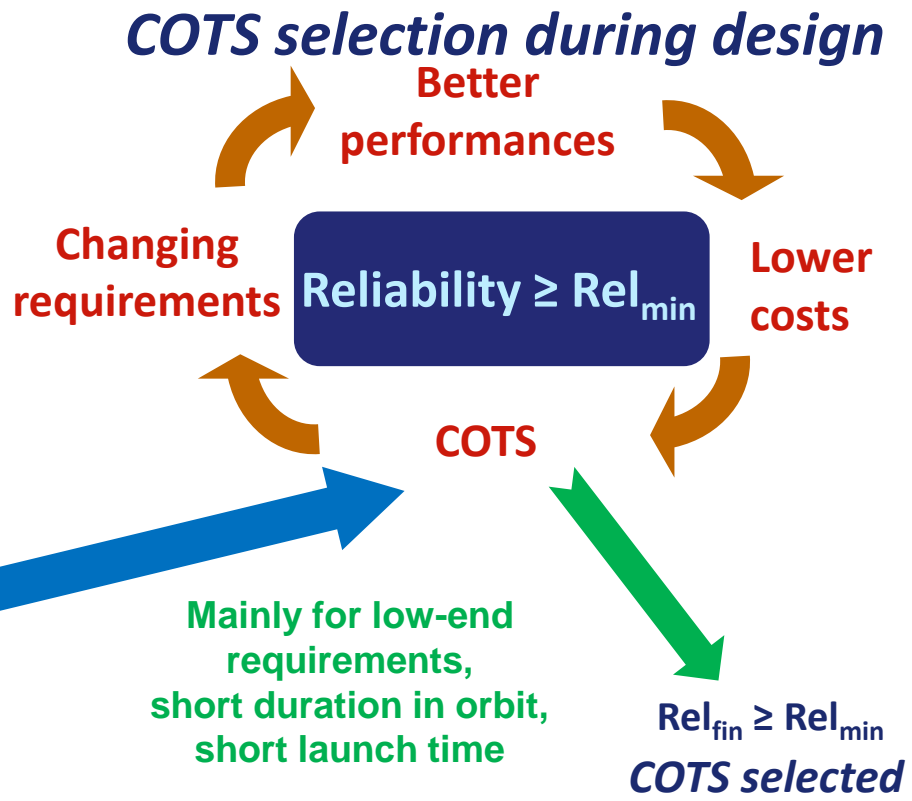 COTS selection during design
Better
performances
Changing
requirements
Reliability ≥ Relmin
Lower
costs
COTS
Mainly for low-end
requirements,
short duration in orbit,
short launch time
Relfin ≥ Relmin
COTS selected